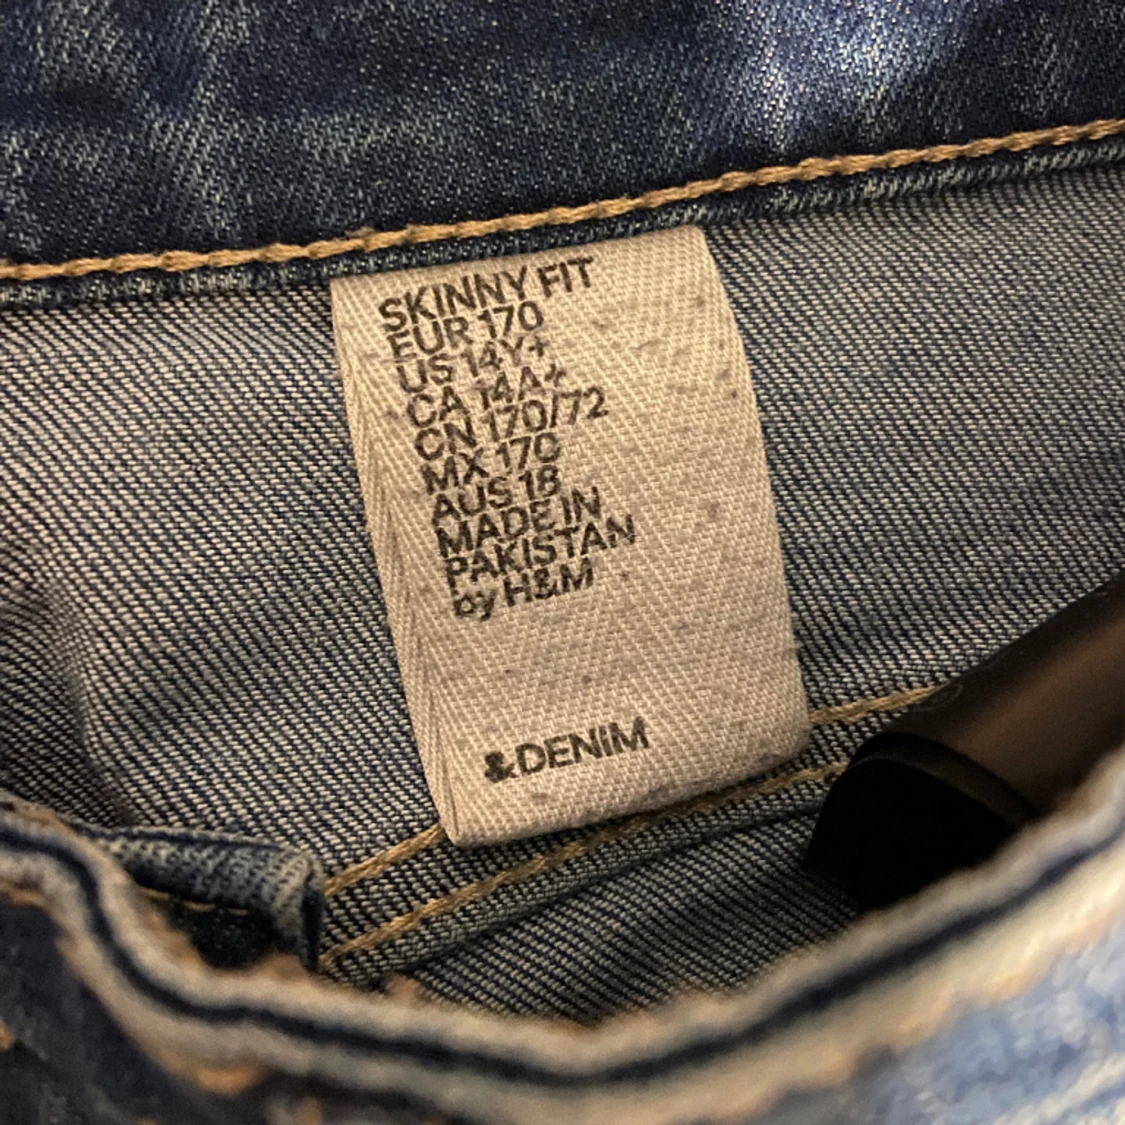 SKINNY FIT
EUR 170
US 14Y+
CA 14A+
CN 170/72
MX 170
AUS 18
MADE IN
PAKISTAN
by H&M
&DENIM